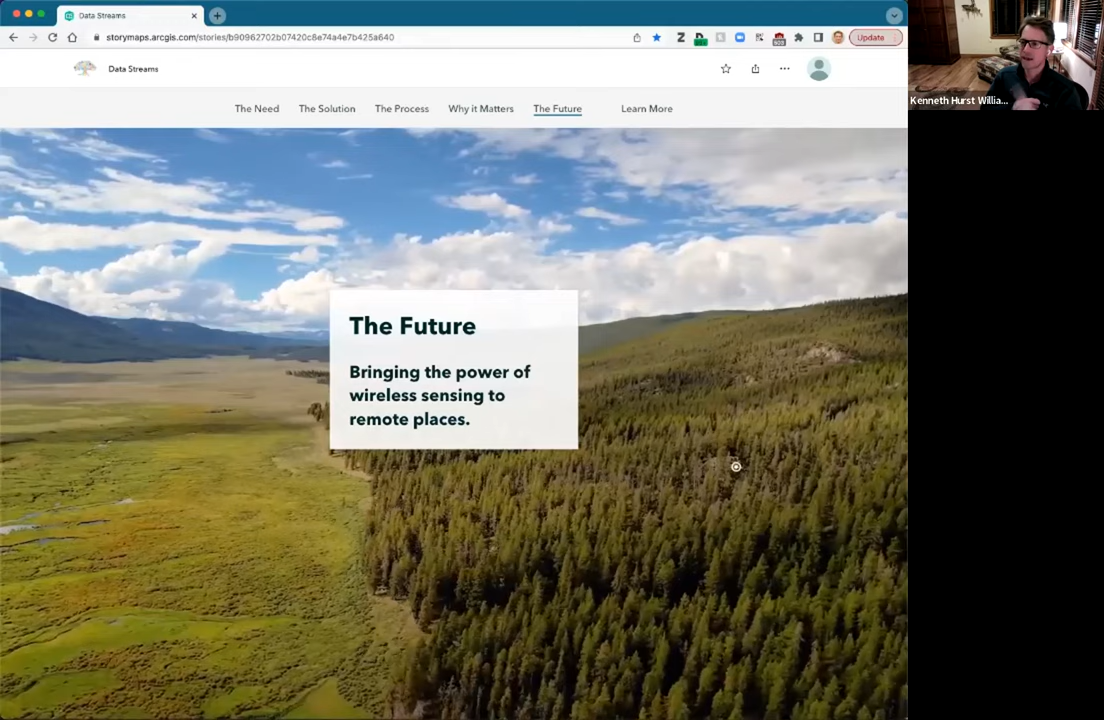 Data Streams
storymaps.arcgis.com/stories/b90962702b07420c8e74a4e7b425a640
Update
Data Streams
The Need
The Solution
The Process
Why it Matters
The Future
Learn More
The Future
Bringing the power of
wireless sensing to
remote places.
Kenneth Hurst Willia...